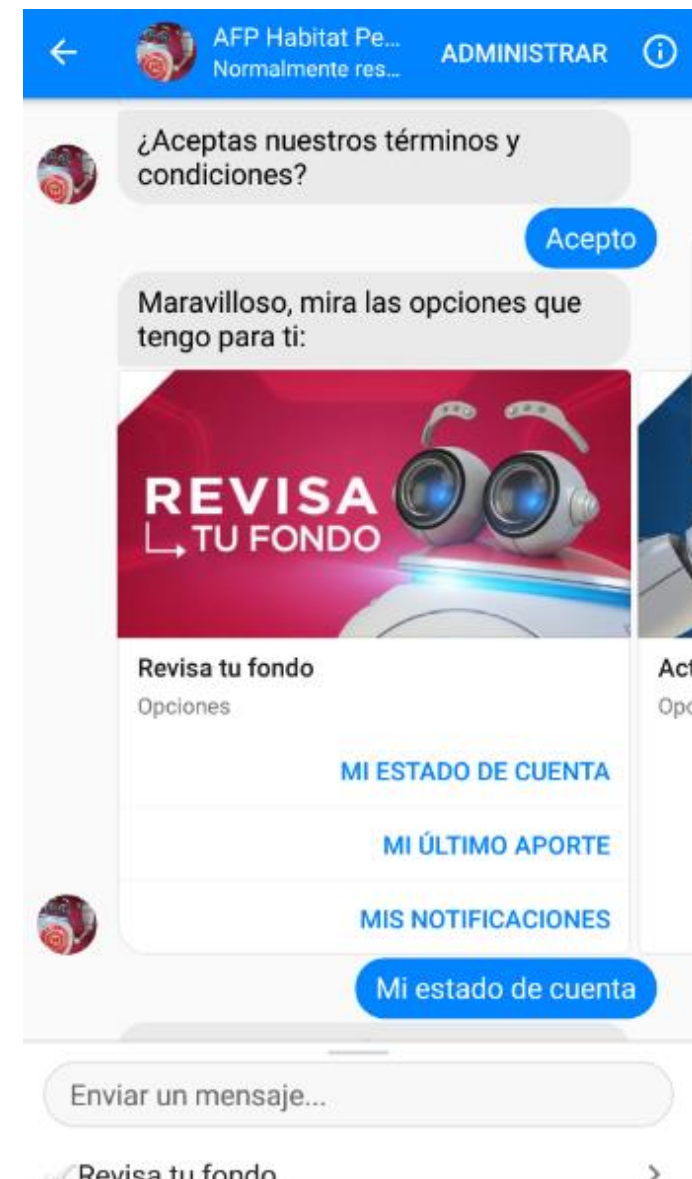 AFP Habitat Pe...
Normalmente res...
ADMINISTRAR
¿Aceptas nuestros términos y
condiciones?
Acepto
Maravilloso, mira las opciones que
tengo para ti:
REVISA
TU FONDO
Revisa tu fondo
Opciones
Act
Opc
MI ESTADO DE CUENTA
MI ÚLTIMO APORTE
MIS NOTIFICACIONES
Mi estado de cuenta
Enviar un mensaje...
Revisa tu fondo